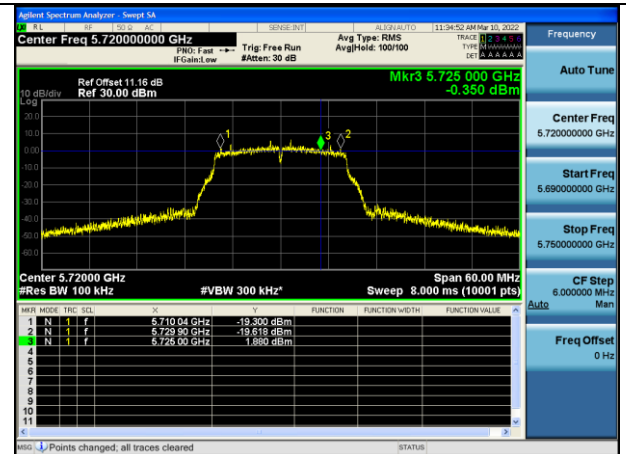 Agilent Spectrum Analyzer - Swept SA
RL RF 50 Ω AC SENSE:INT ALIGNAUTO 11:34:52 AM Mar 10, 2022
Center Freq 5.720000000 GHz
PNO: Fast
IFGain:Low
Trig: Free Run
#Atten: 30 dB
Avg Type: RMS
Avg|Hold: 100/100
TRACE 1 2 3 4 5 6
TYPE M WWWWW
DET A A A A A A
Frequency
Auto Tune
Center Freq
5.720000000 GHz
Start Freq
5.690000000 GHz
Stop Freq
5.750000000 GHz
CF Step
6.000000 MHz
Auto Man
Freq Offset
0 Hz
Mkr3 5.725 000 GHz
-0.350 dBm
Ref Offset 11.16 dB
10 dB/div Ref 30.00 dBm
Log
20.0
10.0
0.00
-10.0
-20.0
-30.0
-40.0
-50.0
-60.0
1
3
2
Center 5.72000 GHz Span 60.00 MHz
#Res BW 100 kHz #VBW 300 kHz* Sweep 8.000 ms (10001 pts)
MKR MODE TRC SCL X Y FUNCTION FUNCTION WIDTH FUNCTION VALUE
1 N 1 f 5.710 04 GHz -19.300 dBm
2 N 1 f 5.729 90 GHz -19.618 dBm
3 N 1 f 5.725 00 GHz 1.880 dBm
4
5
6
7
8
9
10
11
MSG Points changed; all traces cleared STATUS